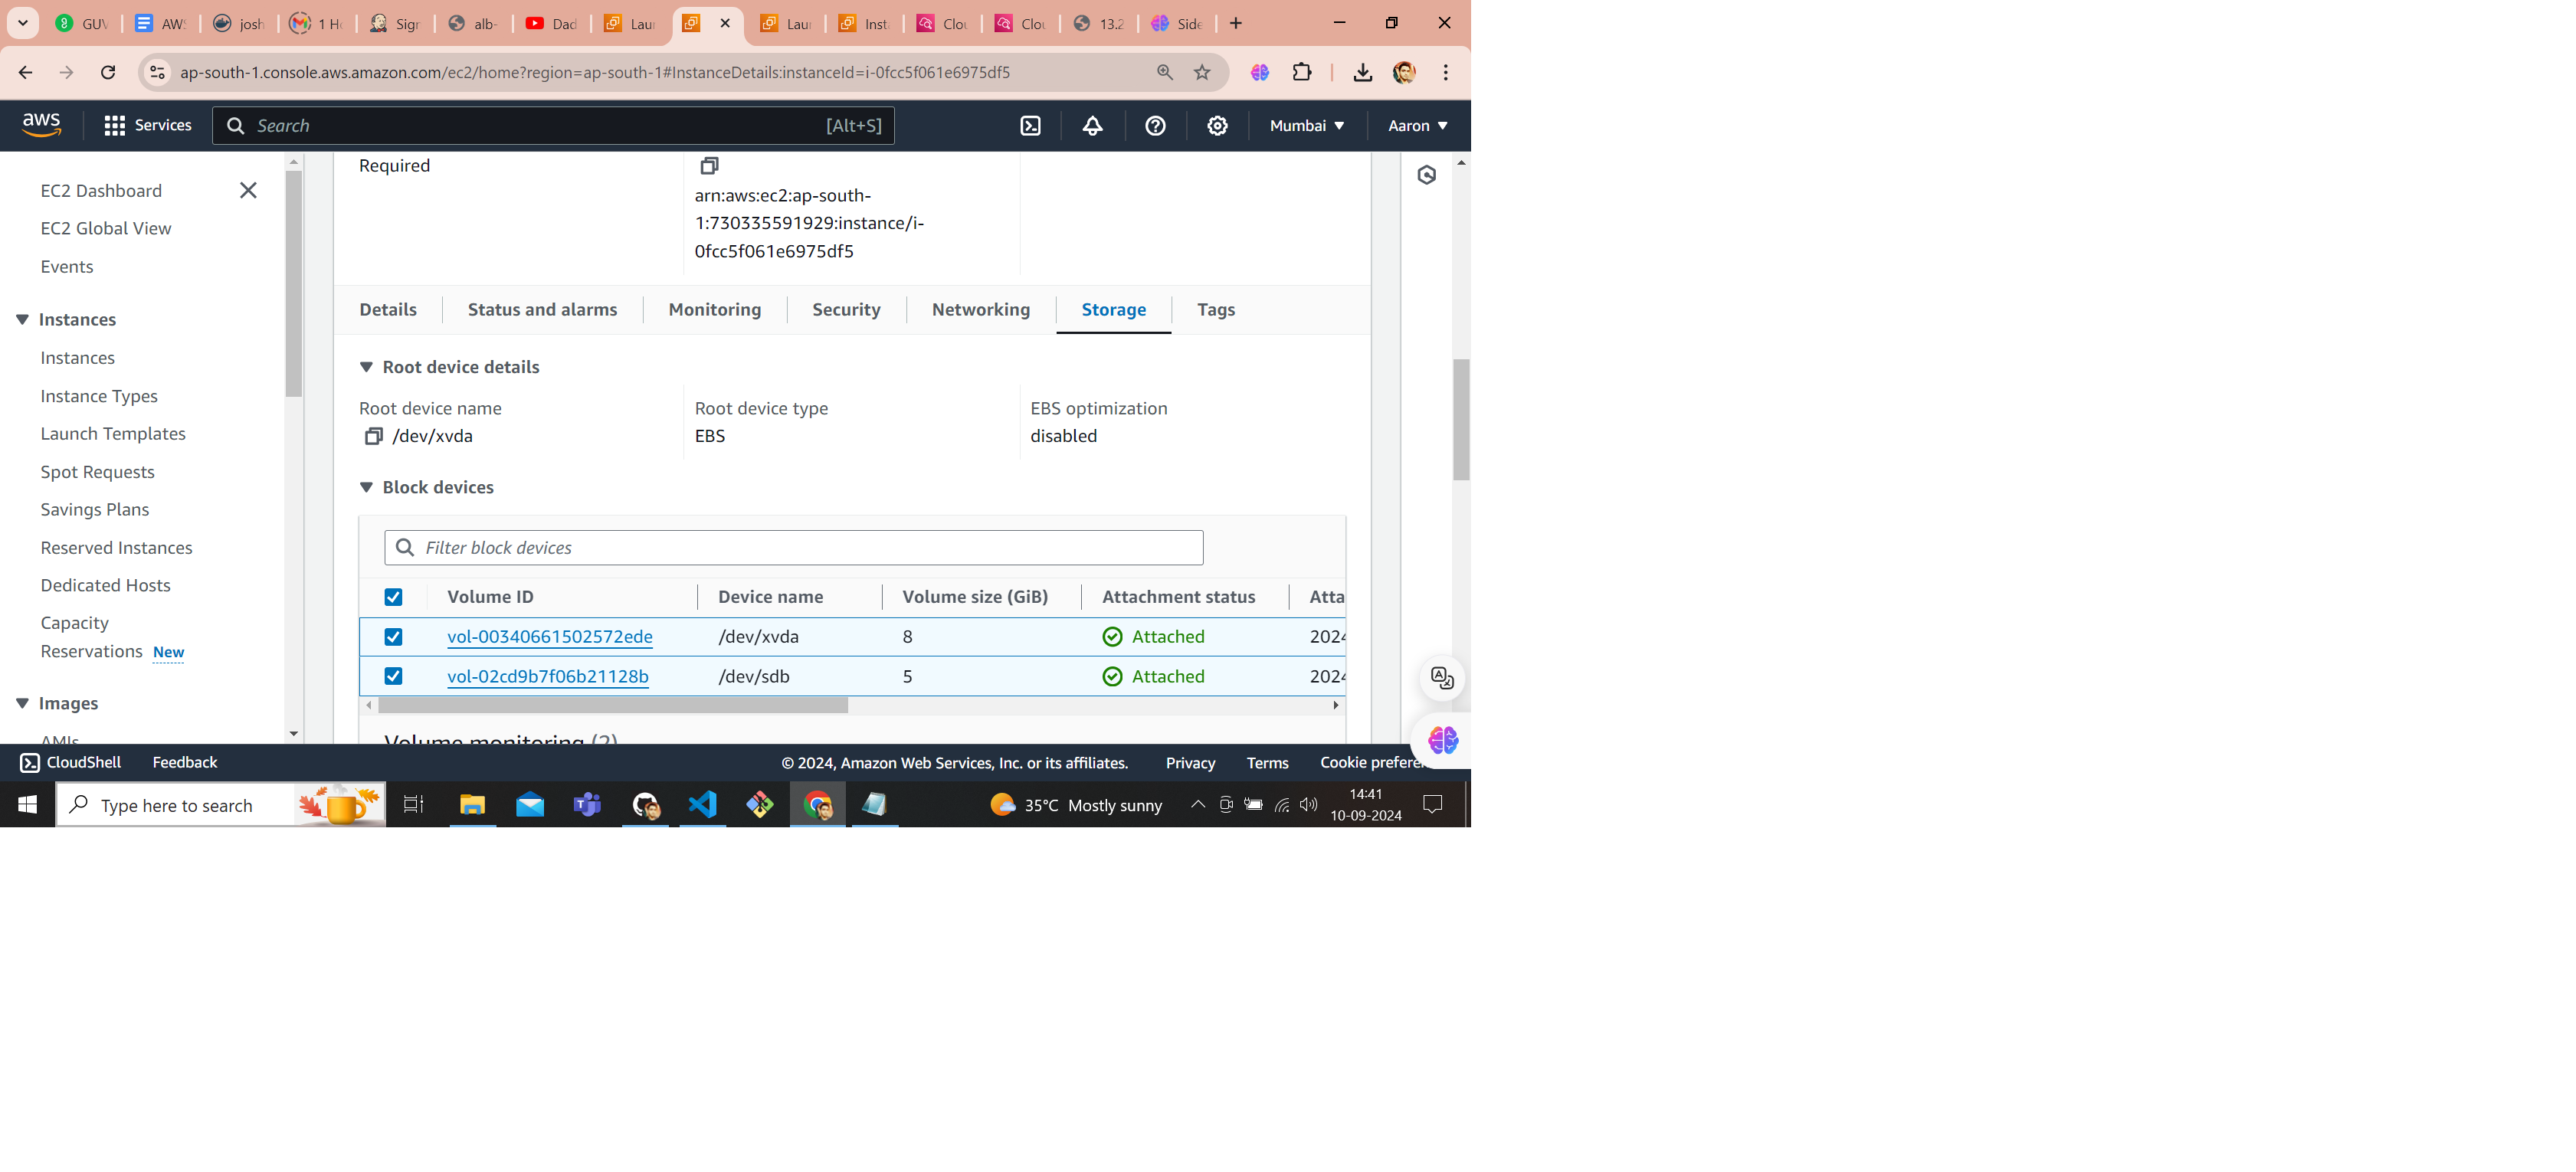 GUV
AWS
josh
1 H
Sign
alb-
Dad
Laun
Laun
Inst
Clou
Clou
13.2
Side
ap-south-1.console.aws.amazon.com/ec2/home?region=ap-south-1#InstanceDetails:instanceId=i-0fcc5f061e6975df5
aws
Services
Search
[Alt+S]
Mumbai
Aaron
EC2 Dashboard
EC2 Global View
Events
Instances
Instances
Instance Types
Launch Templates
Spot Requests
Savings Plans
Reserved Instances
Dedicated Hosts
Capacity
Reservations New
Images
AMIs
Required
arn:aws:ec2:ap-south-
1:730335591929:instance/i-
0fcc5f061e6975df5
Details Status and alarms Monitoring Security Networking Storage Tags
Root device details
Root device name Root device type EBS optimization
/dev/xvda EBS disabled
Block devices
Filter block devices
Volume ID Device name Volume size (GiB) Attachment status Atta
vol-00340661502572ede /dev/xvda 8 Attached 2024
vol-02cd9b7f06b21128b /dev/sdb 5 Attached 2024
Volume monitoring (2)
CloudShell Feedback © 2024, Amazon Web Services, Inc. or its affiliates. Privacy Terms Cookie prefere
Type here to search
35°C Mostly sunny
14:41
10-09-2024